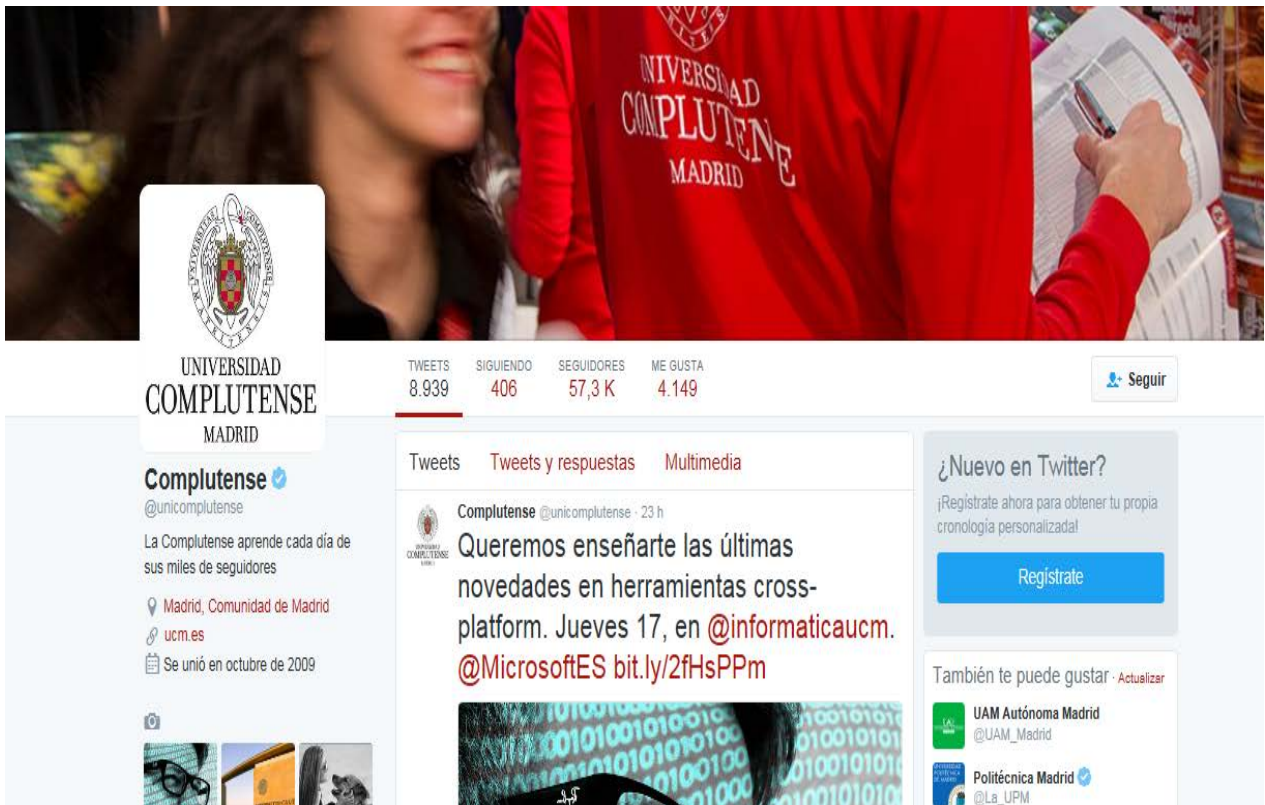 UNIVERSIDAD
COMPLUTENE
MADRID
UNIVERSIDAD
COMPLUTENSE
MADRID
TWEETS
8.939
SIGUIENDO
406
SEGUIDORES
57,3 K
ME GUSTA
4.149
Seguir
Complutense
@unicomplutense
La Complutense aprende cada día de
sus miles de seguidores
Madrid, Comunidad de Madrid
ucm.es
Se unió en octubre de 2009
Tweets Tweets y respuestas Multimedia
Complutense @unicomplutense · 23 h
Queremos enseñarte las últimas
novedades en herramientas cross-
platform. Jueves 17, en @informaticaucm.
@MicrosoftES bit.ly/2fHsPPm
¿Nuevo en Twitter?
¡Regístrate ahora para obtener tu propia
cronología personalizada!
Regístrate
También te puede gustar · Actualizar
UAM Autónoma Madrid
@UAM_Madrid
Politécnica Madrid
@La_UPM